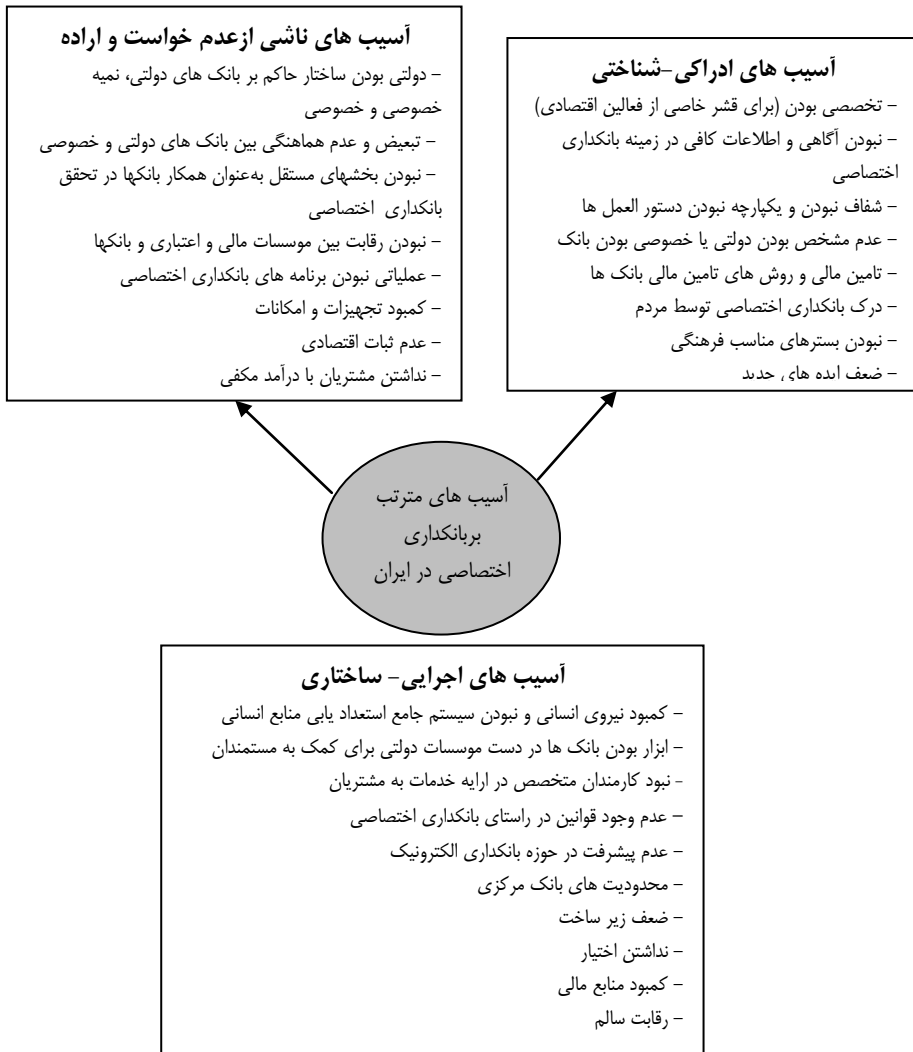 آسیب های ادراکی-شناختی
- تخصصی بودن (برای قشر خاصی از فعالین اقتصادی)
- نبودن آگاهی و اطلاعات کافی در زمینه بانکداری
اختصاصی
- شفاف نبودن و یکپارچه نبودن دستور العمل ها
- عدم مشخص بودن دولتی یا خصوصی بودن بانک
- تامین مالی و روش های تامین مالی بانک ها
- درک بانکداری اختصاصی توسط مردم
- نبودن بسترهای مناسب فرهنگی
- ضعف ایده های جدید
آسیب های ناشی ازعدم خواست و اراده
- دولتی بودن ساختار حاکم بر بانک های دولتی، نمیه
خصوصی و خصوصی
- تبعیض و عدم هماهنگی بین بانک های دولتی و خصوصی
- نبودن بخشهای مستقل به‌عنوان همکار بانکها در تحقق
بانکداری اختصاصی
- نبودن رقابت بین موسسات مالی و اعتباری و بانکها
- عملیاتی نبودن برنامه های بانکداری اختصاصی
- کمبود تجهیزات و امکانات
- عدم ثبات اقتصادی
- نداشتن مشتریان با درآمد مکفی
آسیب های مترتب
بربانکداری
اختصاصی در ایران
آسیب های اجرایی- ساختاری
- کمبود نیروی انسانی و نبودن سیستم جامع استعداد یابی منابع انسانی
- ابزار بودن بانک ها در دست موسسات دولتی برای کمک به مستمندان
- نبود کارمندان متخصص در ارایه خدمات به مشتریان
- عدم وجود قوانین در راستای بانکداری اختصاصی
- عدم پیشرفت در حوزه بانکداری الکترونیک
- محدودیت های بانک مرکزی
- ضعف زیر ساخت
- نداشتن اختیار
- کمبود منابع مالی
- رقابت سالم